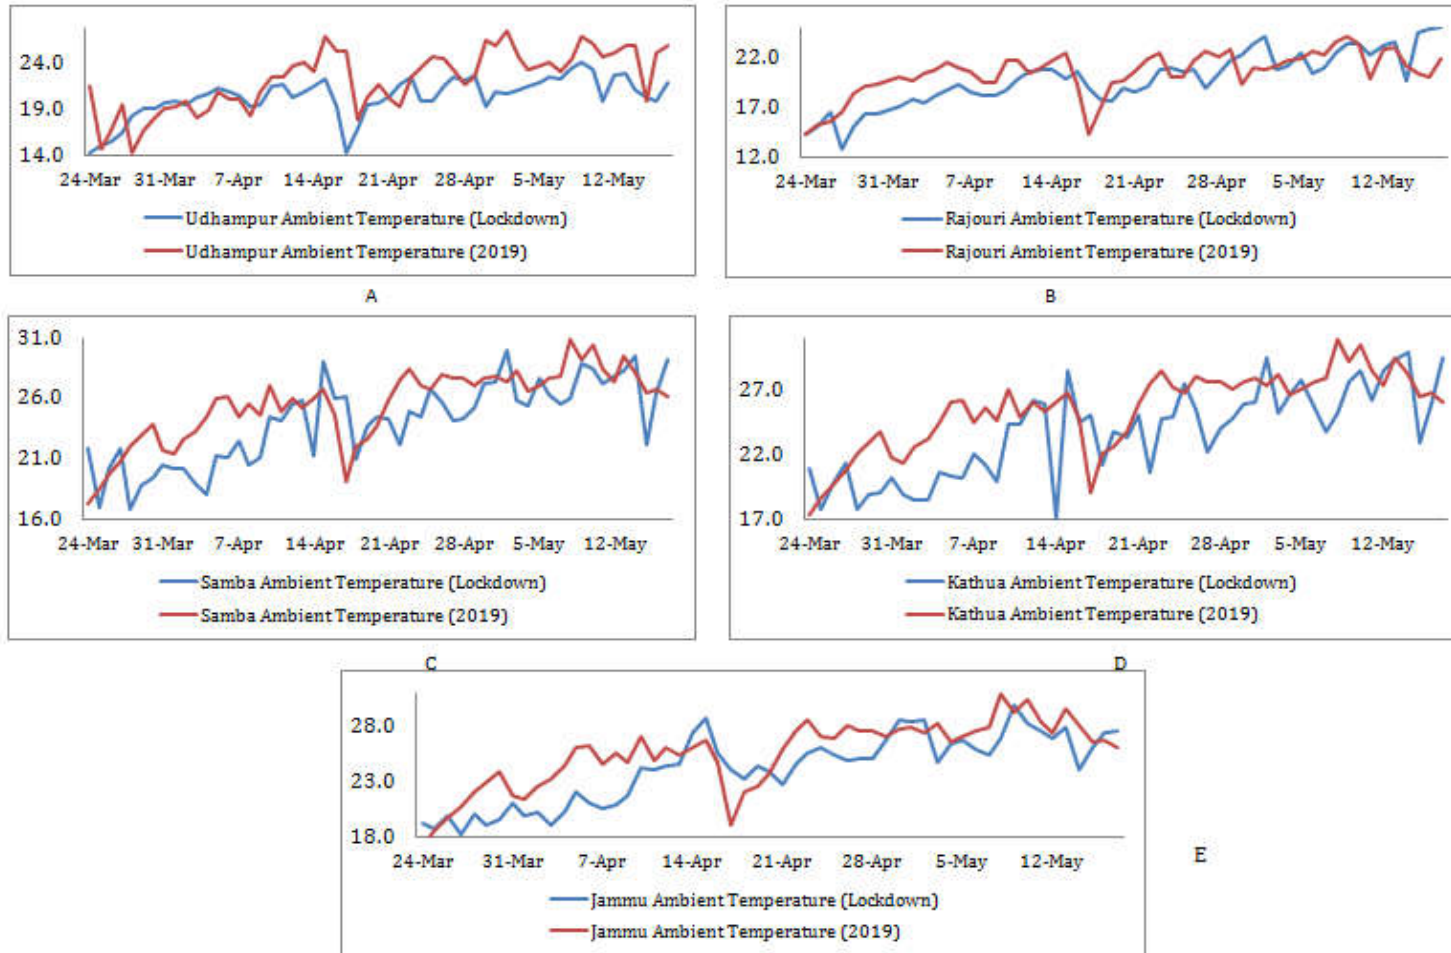 24.0
19.0
14.0
24-Mar 31-Mar 7-Apr 14-Apr 21-Apr 28-Apr 5-May 12-May
Udhampur Ambient Temperature (Lockdown)
Udhampur Ambient Temperature (2019)
A
22.0
17.0
12.0
24-Mar 31-Mar 7-Apr 14-Apr 21-Apr 28-Apr 5-May 12-May
Rajouri Ambient Temperature (Lockdown)
Rajouri Ambient Temperature (2019)
B
31.0
26.0
21.0
16.0
24-Mar 31-Mar 7-Apr 14-Apr 21-Apr 28-Apr 5-May 12-May
Samba Ambient Temperature (Lockdown)
Samba Ambient Temperature (2019)
C
27.0
22.0
17.0
24-Mar 31-Mar 7-Apr 14-Apr 21-Apr 28-Apr 5-May 12-May
Kathua Ambient Temperature (Lockdown)
Kathua Ambient Temperature (2019)
D
28.0
23.0
18.0
24-Mar 31-Mar 7-Apr 14-Apr 21-Apr 28-Apr 5-May 12-May
Jammu Ambient Temperature (Lockdown)
Jammu Ambient Temperature (2019)
E